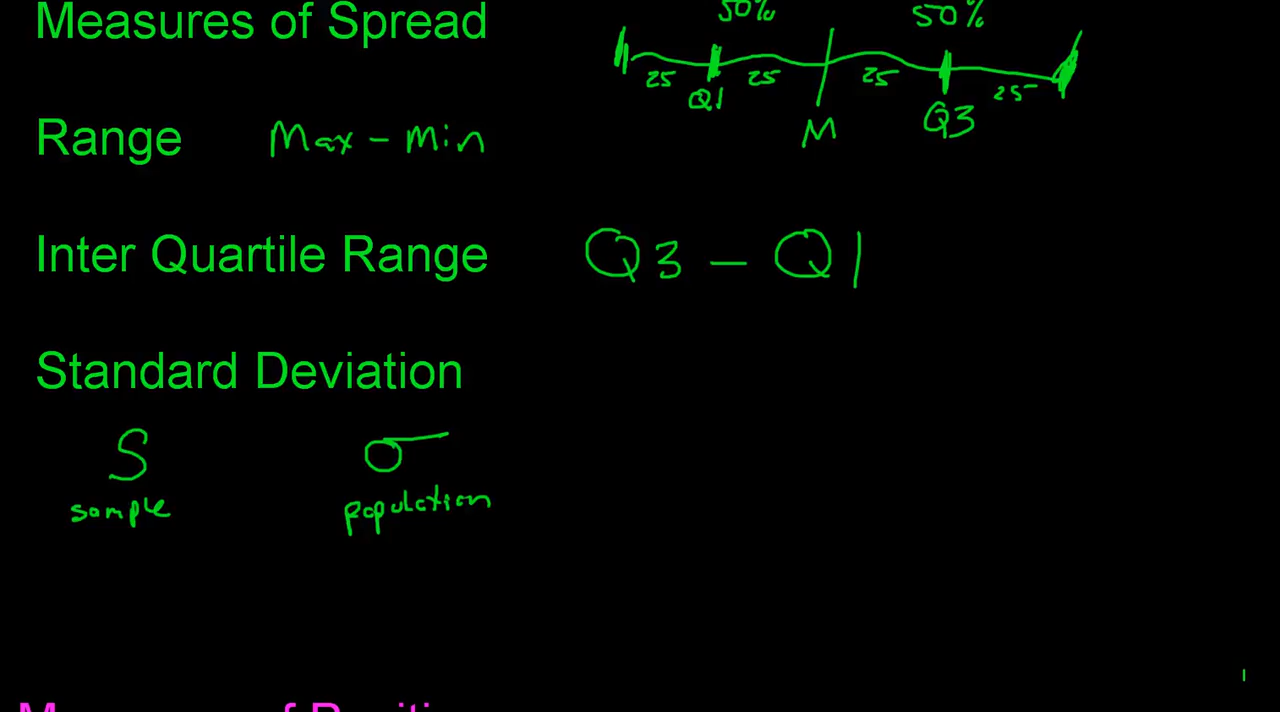 Measures of Spread
50% 50%
25 25 25 25
Q1 M Q3
Range Max - Min
Inter Quartile Range Q3 - Q1
Standard Deviation
S σ
sample population